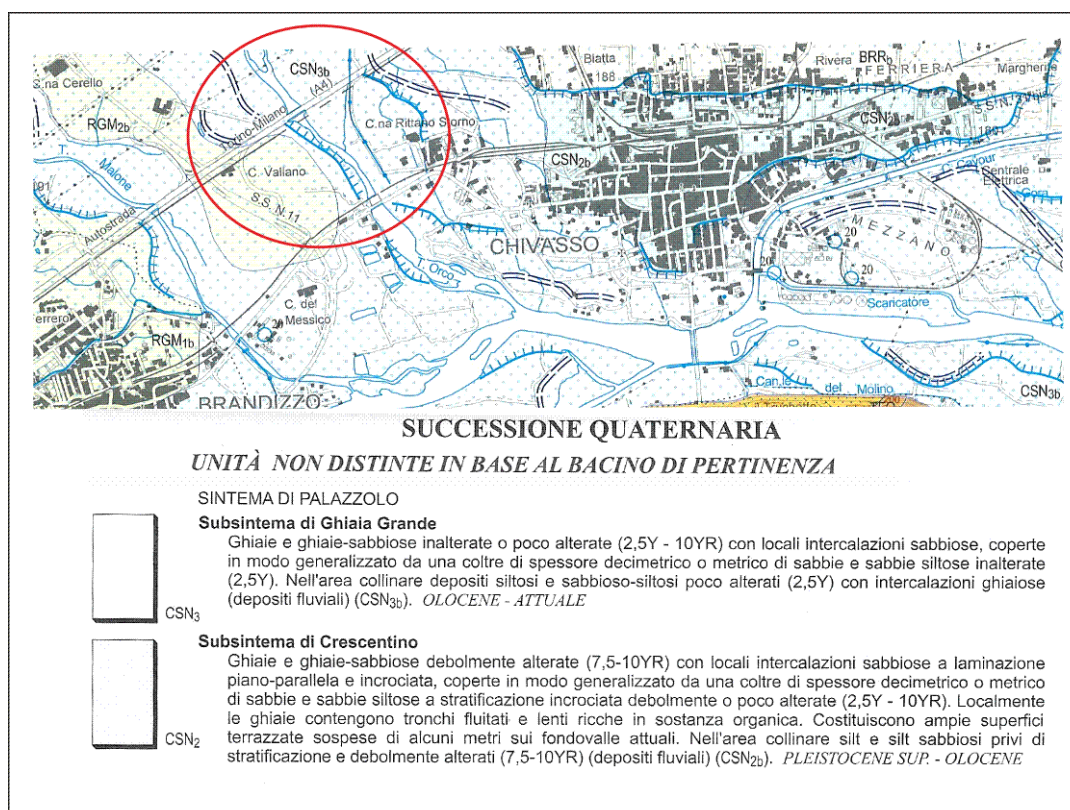 Biatta
188
Rivera
BRRb
FERRIERA
Margherita
C.na Cerello
CSN3b
(A4)
Torino-Milano
RGM2b
C.na Rittano Storno
CSN2b
T.
Malone
C. Valiano
S.S. N.11
Cavour
Centrale
Elettrica
Autostrada
CHIVASSO
MEZZANO
20
20
20
T. Orco
Scaricatore
C. del
Messico
20
RGM1b
BRANDIZZO
Can.le del Molino
CSN3b
SUCCESSIONE QUATERNARIA
UNITÀ NON DISTINTE IN BASE AL BACINO DI PERTINENZA
SINTEMA DI PALAZZOLO
Subsintema di Ghiaia Grande
Ghiaie e ghiaie-sabbiose inalterate o poco alterate (2,5Y - 10YR) con locali intercalazioni sabbiose, coperte
in modo generalizzato da una coltre di spessore decimetrico o metrico di sabbie e sabbie siltose inalterate
(2,5Y). Nell'area collinare depositi siltosi e sabbioso-siltosi poco alterati (2,5Y) con intercalazioni ghiaiose
(depositi fluviali) (CSN3b). OLOCENE - ATTUALE
CSN3
Subsintema di Crescentino
Ghiaie e ghiaie-sabbiose debolmente alterate (7,5-10YR) con locali intercalazioni sabbiose a laminazione
piano-parallela e incrociata, coperte in modo generalizzato da una coltre di spessore decimetrico o metrico
di sabbie e sabbie siltose a stratificazione incrociata debolmente o poco alterate (2,5Y - 10YR). Localmente
le ghiaie contengono tronchi fluitati e lenti ricche in sostanza organica. Costituiscono ampie superfici
terrazzate sospese di alcuni metri sui fondovalle attuali. Nell'area collinare silt e silt sabbiosi privi di
stratificazione e debolmente alterati (7,5-10YR) (depositi fluviali) (CSN2b). PLEISTOCENE SUP. - OLOCENE
CSN2